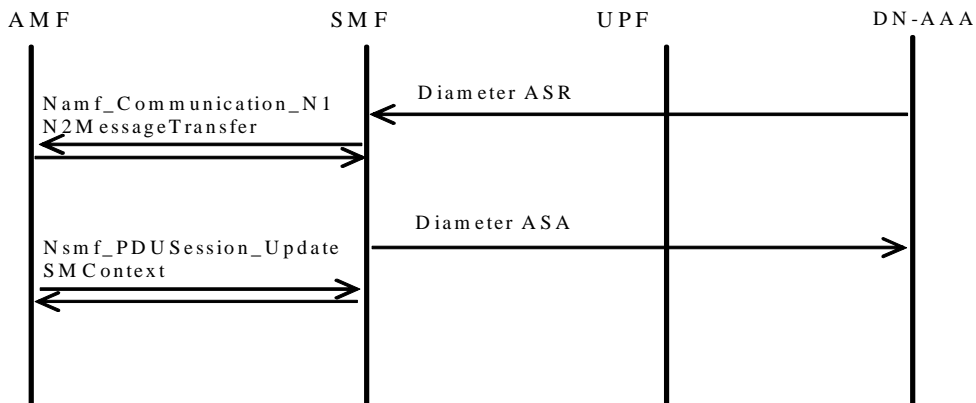 AMF
SMF
UPF
DN-AAA
Diameter ASR
Namf_Communication_N1
N2MessageTransfer
Diameter ASA
Nsmf_PDUSession_Update
SMContext